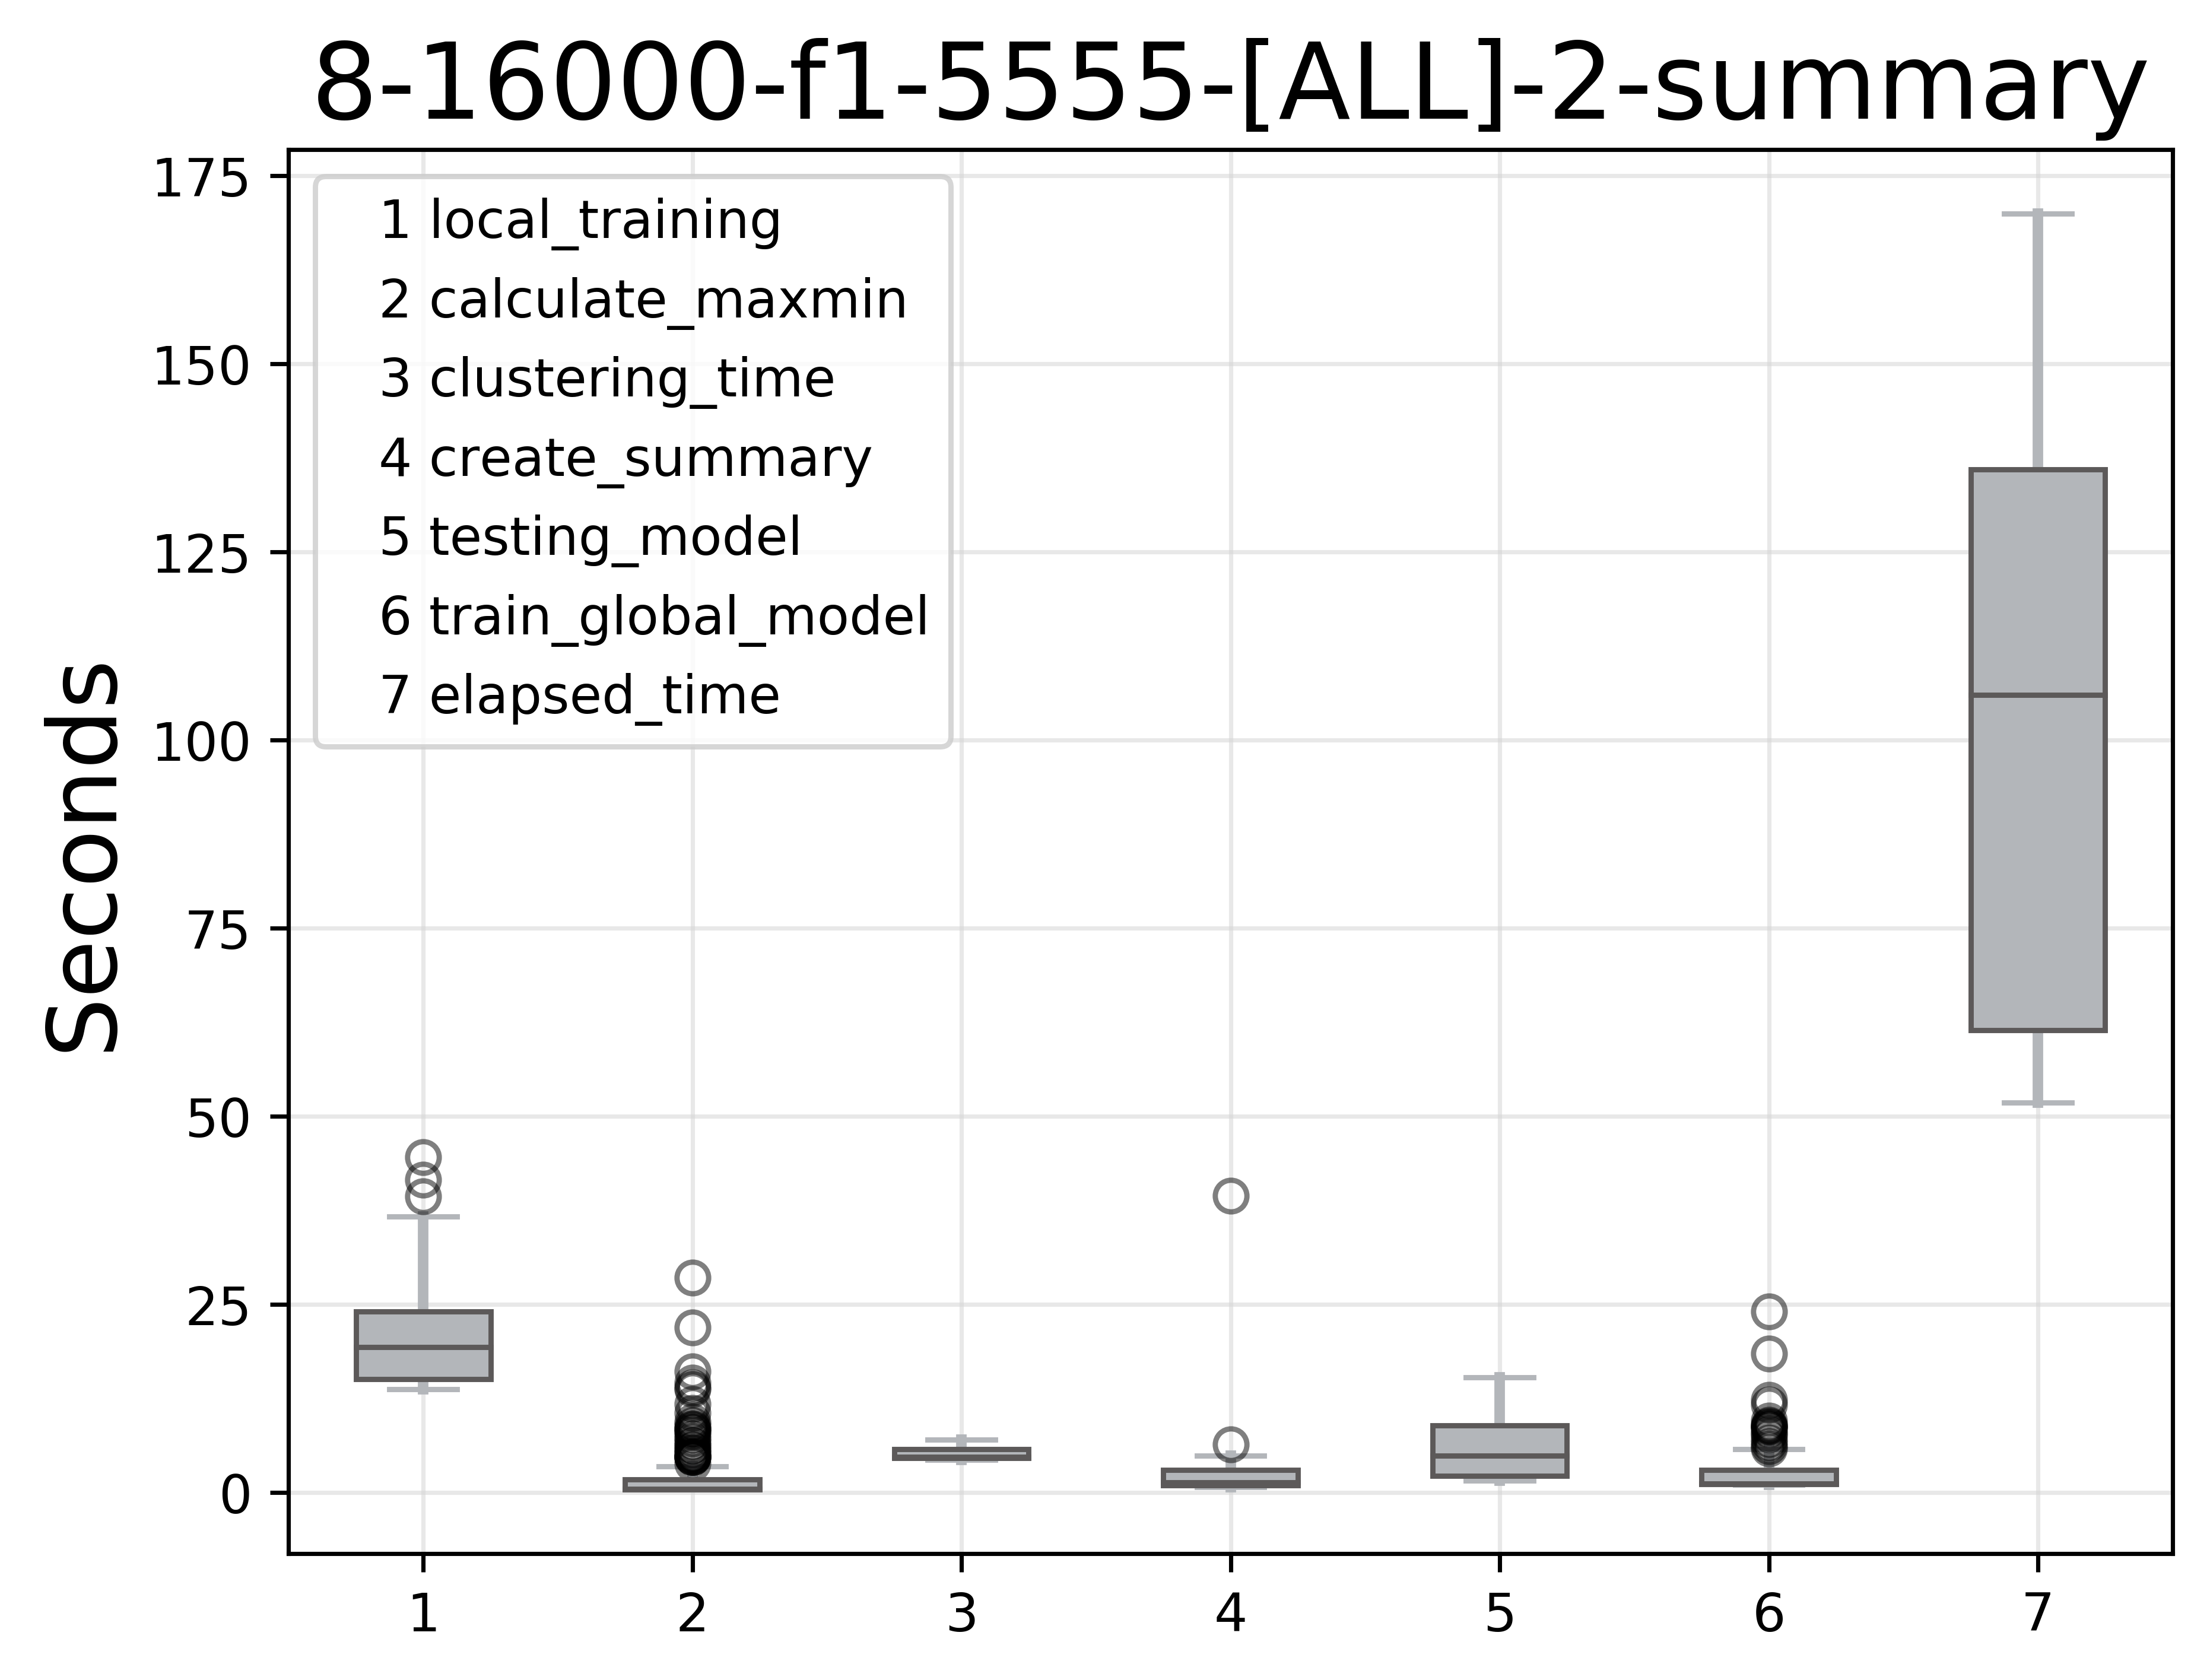 8-16000-f1-5555-[ALL]-2-summary
Seconds
175
150
125
100
75
50
25
0
1 local_training
2 calculate_maxmin
3 clustering_time
4 create_summary
5 testing_model
6 train_global_model
7 elapsed_time
1 2 3 4 5 6 7